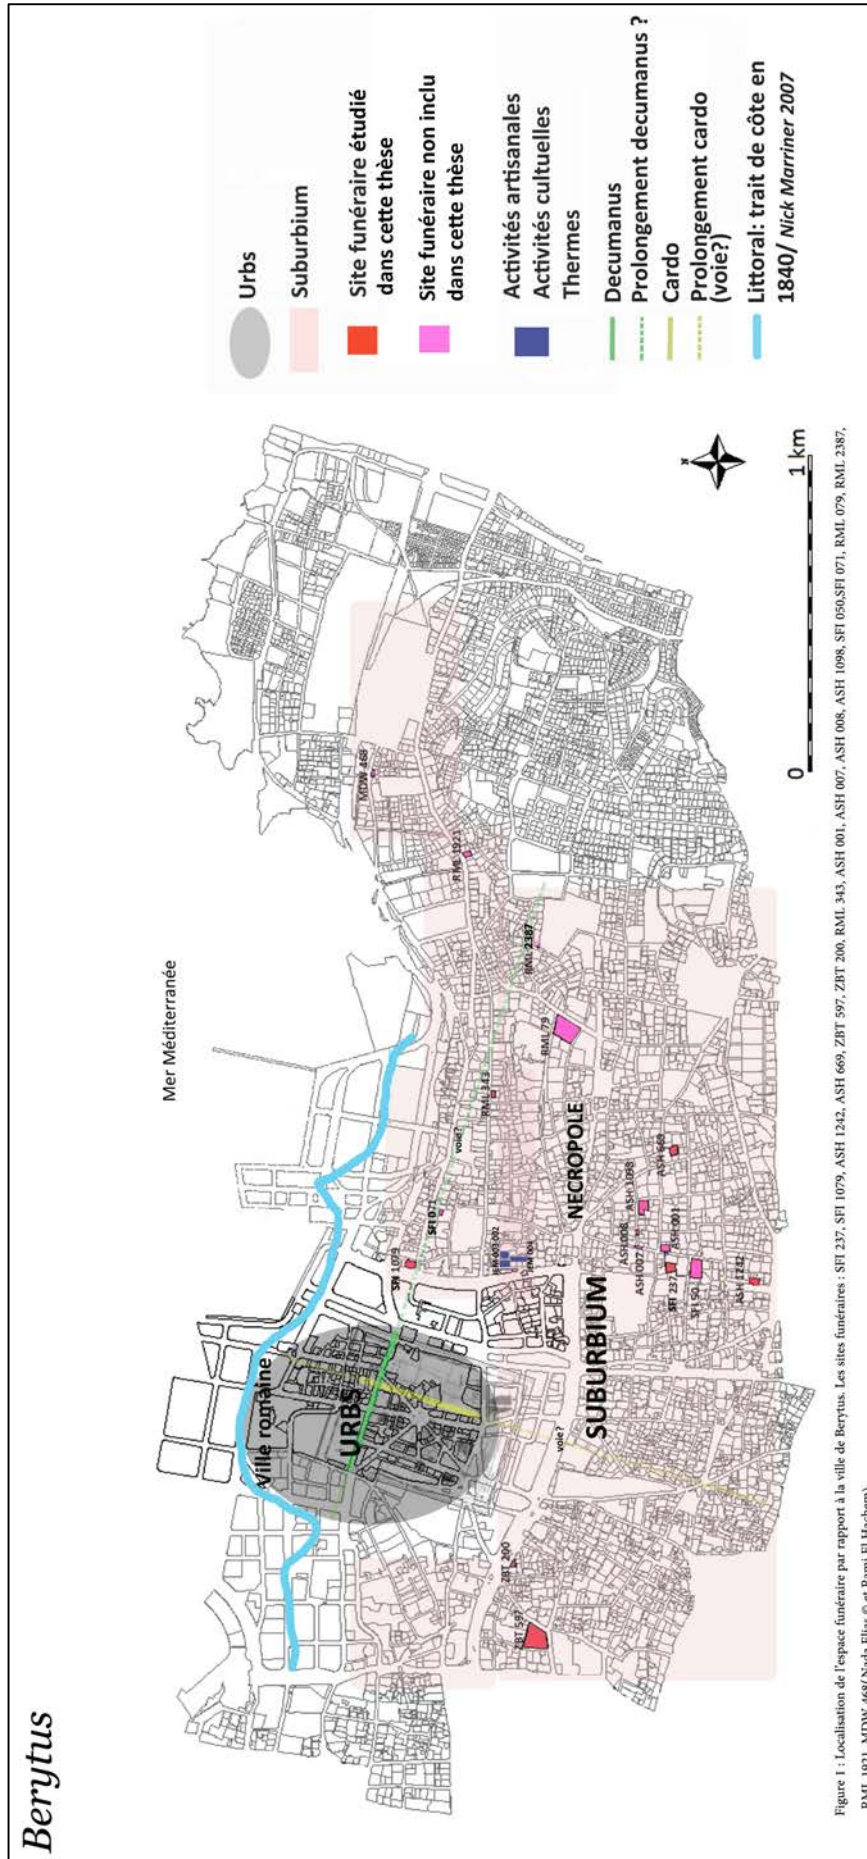 Berytus
Mer Méditerranée
Ville romaine
URBS
SUBURBIUM
NECROPOLE
voie?
voie?
MDW 468
RML 1921
RML 2387
RML 79
RML 343
SFI 071
SFI 1079
ASH 669
ASH 1098
ASH 008
ASH 007
ASH 001
SFI 237
SFI 50
ASH 1242
ZBT 200
ZBT 597
0
1 km
N
Urbs
Suburbium
Site funéraire étudié
dans cette thèse
Site funéraire non inclu
dans cette thèse
Activités artisanales
Activités cultuelles
Thermes
Decumanus
Prolongement decumanus ?
Cardo
Prolongement cardo
(voie?)
Littoral: trait de côte en
1840/ Nick Marriner 2007
Figure 1 : Localisation de l'espace funéraire par rapport à la ville de Berytus. Les sites funéraires : SFI 237, SFI 1079, ASH 1242, ASH 669, ZBT 597, ZBT 200, RML 343, ASH 001, ASH 007, ASH 008, ASH 1098, SFI 050,SFI 071, RML 079, RML 2387,
RML 1921, MDW 468( Nada Elias © et Rami El Hachem)